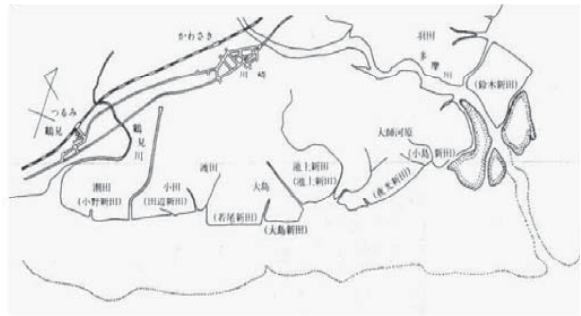 かわさき
川崎
つるみ
鶴見
鶴見川
羽田
多摩川
(鈴木新田)
大師河原
(小島新田)
(夜光新田)
池上新田
(池上新田)
渡田
大島
(大島新田)
(若尾新田)
小田
(田辺新田)
潮田
(小野新田)